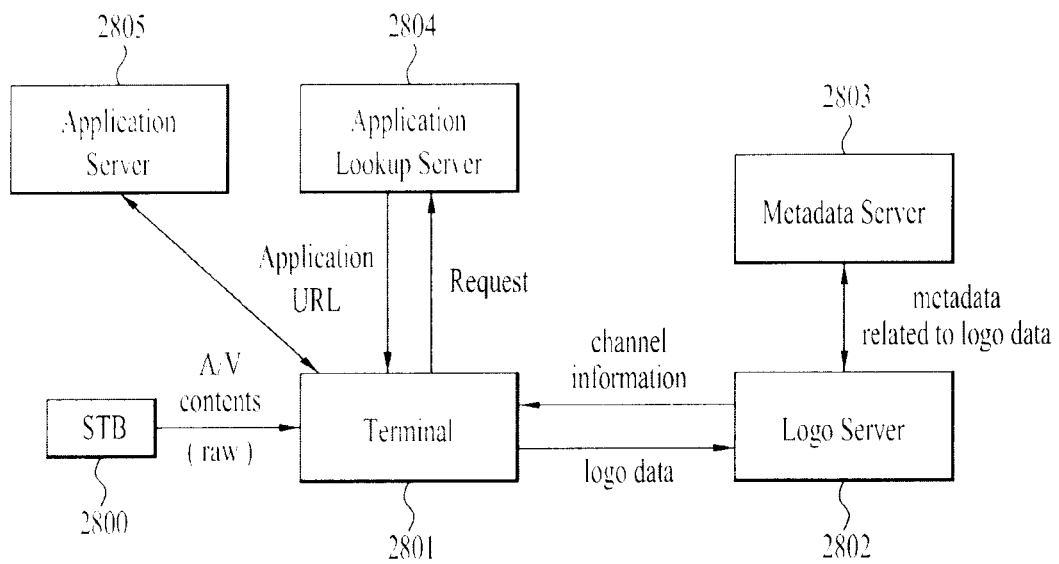 2805
2804
2803
Application
Server
Application
Lookup Server
Metadata Server
Application
URL
Request
metadata
related to logo data
A/V
contents
( raw )
channel
information
STB
Terminal
Logo Server
logo data
2800
2801
2802